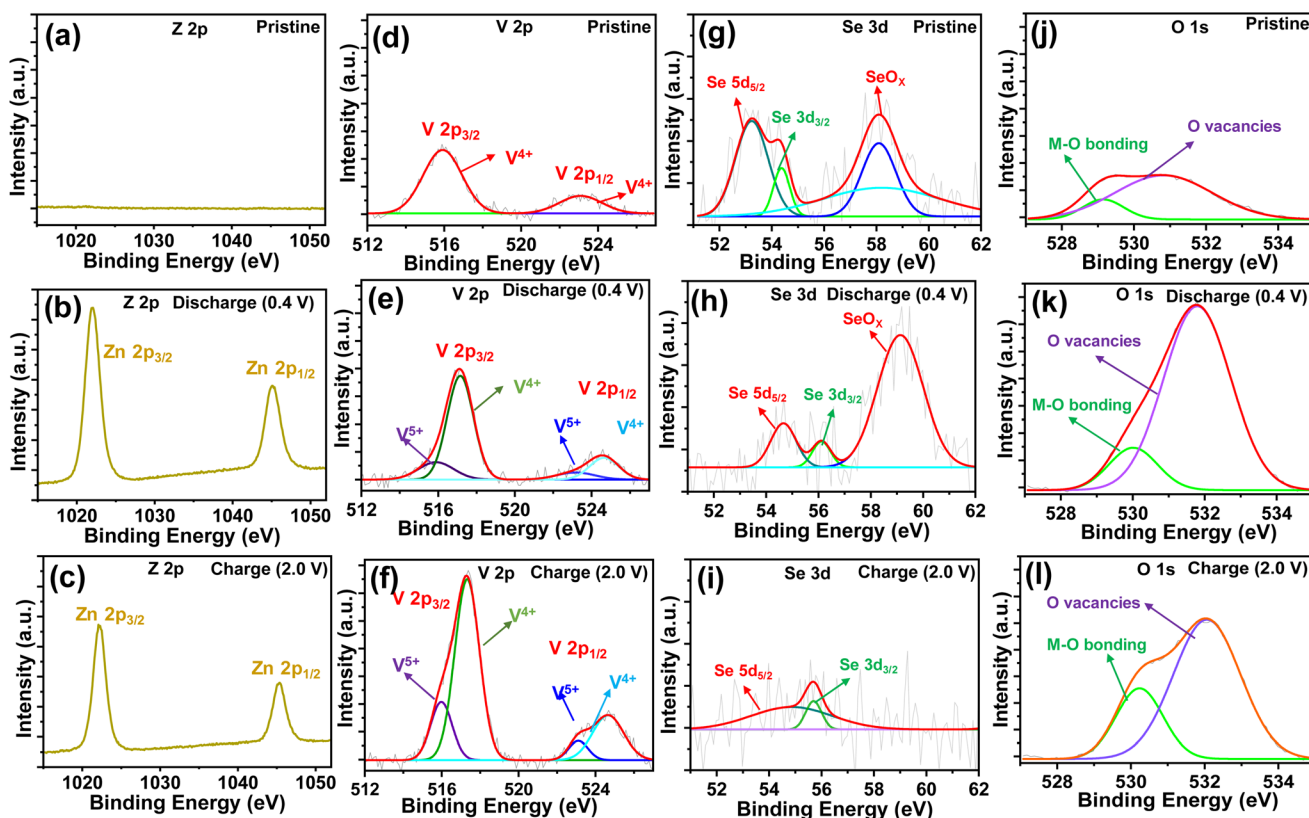 (a)
Z 2p
Pristine
Intensity (a.u.)
1020 1030 1040 1050
Binding Energy (eV)
(d)
V 2p
Pristine
V 2p3/2
V4+
V 2p1/2
V4+
Intensity (a.u.)
512 516 520 524
Binding Energy (eV)
(g)
Se 3d
Pristine
Se 5d5/2
Se 3d3/2
SeOX
Intensity (a.u.)
52 54 56 58 60 62
Binding Energy (eV)
(j)
O 1s
Pristine
M-O bonding
O vacancies
Intensity (a.u.)
528 530 532 534
Binding Energy (eV)
(b)
Z 2p Discharge (0.4 V)
Zn 2p3/2
Zn 2p1/2
Intensity (a.u.)
1020 1030 1040 1050
Binding Energy (eV)
(e)
V 2p Discharge (0.4 V)
V 2p3/2
V4+
V5+
V 2p1/2
V5+
V4+
Intensity (a.u.)
512 516 520 524
Binding Energy (eV)
(h)
Se 3d Discharge (0.4 V)
SeOX
Se 5d5/2
Se 3d3/2
Intensity (a.u.)
52 54 56 58 60 62
Binding Energy (eV)
(k)
O 1s Discharge (0.4 V)
O vacancies
M-O bonding
Intensity (a.u.)
528 530 532 534
Binding Energy (eV)
(c)
Z 2p Charge (2.0 V)
Zn 2p3/2
Zn 2p1/2
Intensity (a.u.)
1020 1030 1040 1050
Binding Energy (eV)
(f)
V 2p Charge (2.0 V)
V 2p3/2
V4+
V5+
V 2p1/2
V5+
V4+
Intensity (a.u.)
512 516 520 524
Binding Energy (eV)
(i)
Se 3d Charge (2.0 V)
Se 5d5/2
Se 3d3/2
Intensity (a.u.)
52 54 56 58 60 62
Binding Energy (eV)
(l)
O 1s Charge (2.0 V)
O vacancies
M-O bonding
Intensity (a.u.)
528 530 532 534
Binding Energy (eV)